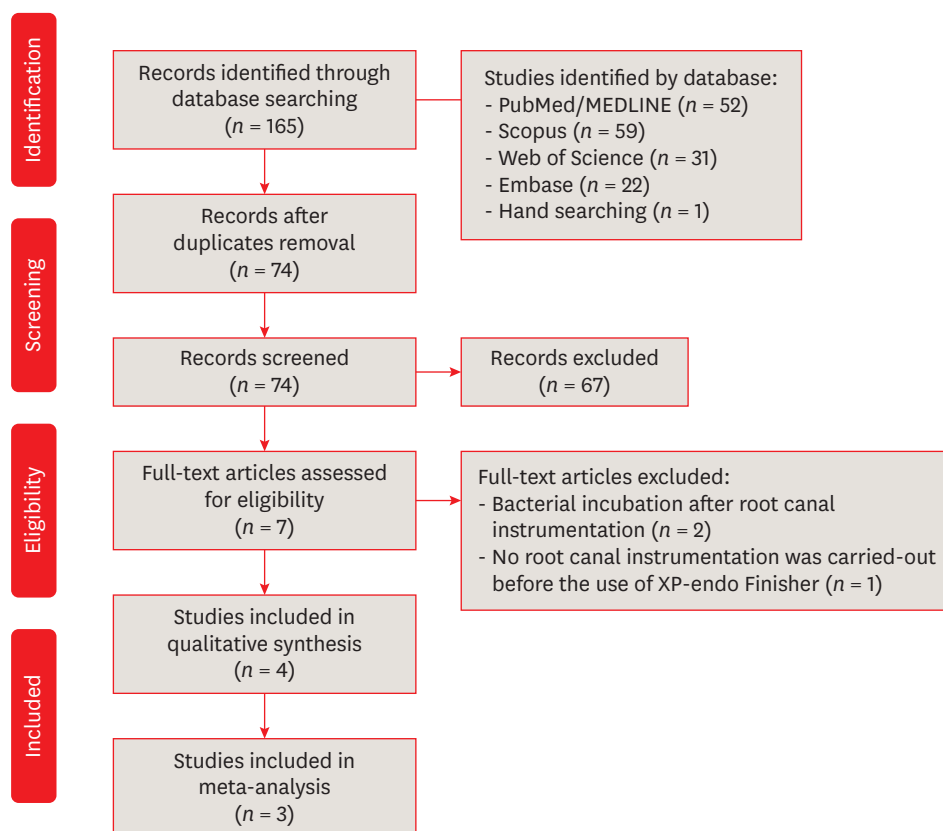 Identification
Records identified through
database searching
(n = 165)
Studies identified by database:
- PubMed/MEDLINE (n = 52)
- Scopus (n = 59)
- Web of Science (n = 31)
- Embase (n = 22)
- Hand searching (n = 1)
Records after
duplicates removal
(n = 74)
Screening
Records screened
(n = 74)
Records excluded
(n = 67)
Eligibility
Full-text articles assessed
for eligibility
(n = 7)
Full-text articles excluded:
- Bacterial incubation after root canal
instrumentation (n = 2)
- No root canal instrumentation was carried-out
before the use of XP-endo Finisher (n = 1)
Studies included in
qualitative synthesis
(n = 4)
Included
Studies included in
meta-analysis
(n = 3)